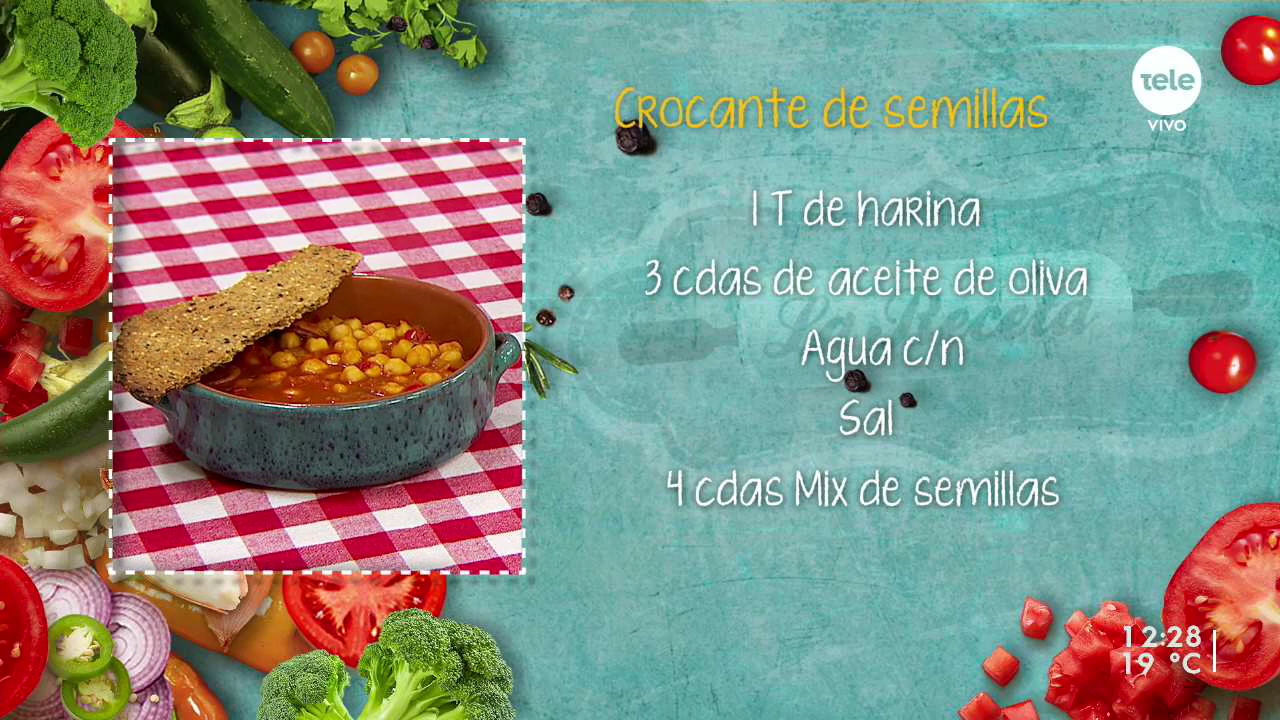 Crocante de semillas
tele
VIVO
1 T de harina
3 cdas de aceite de oliva
Agua c/n
Sal
4 cdas Mix de semillas
12:28
19 °C